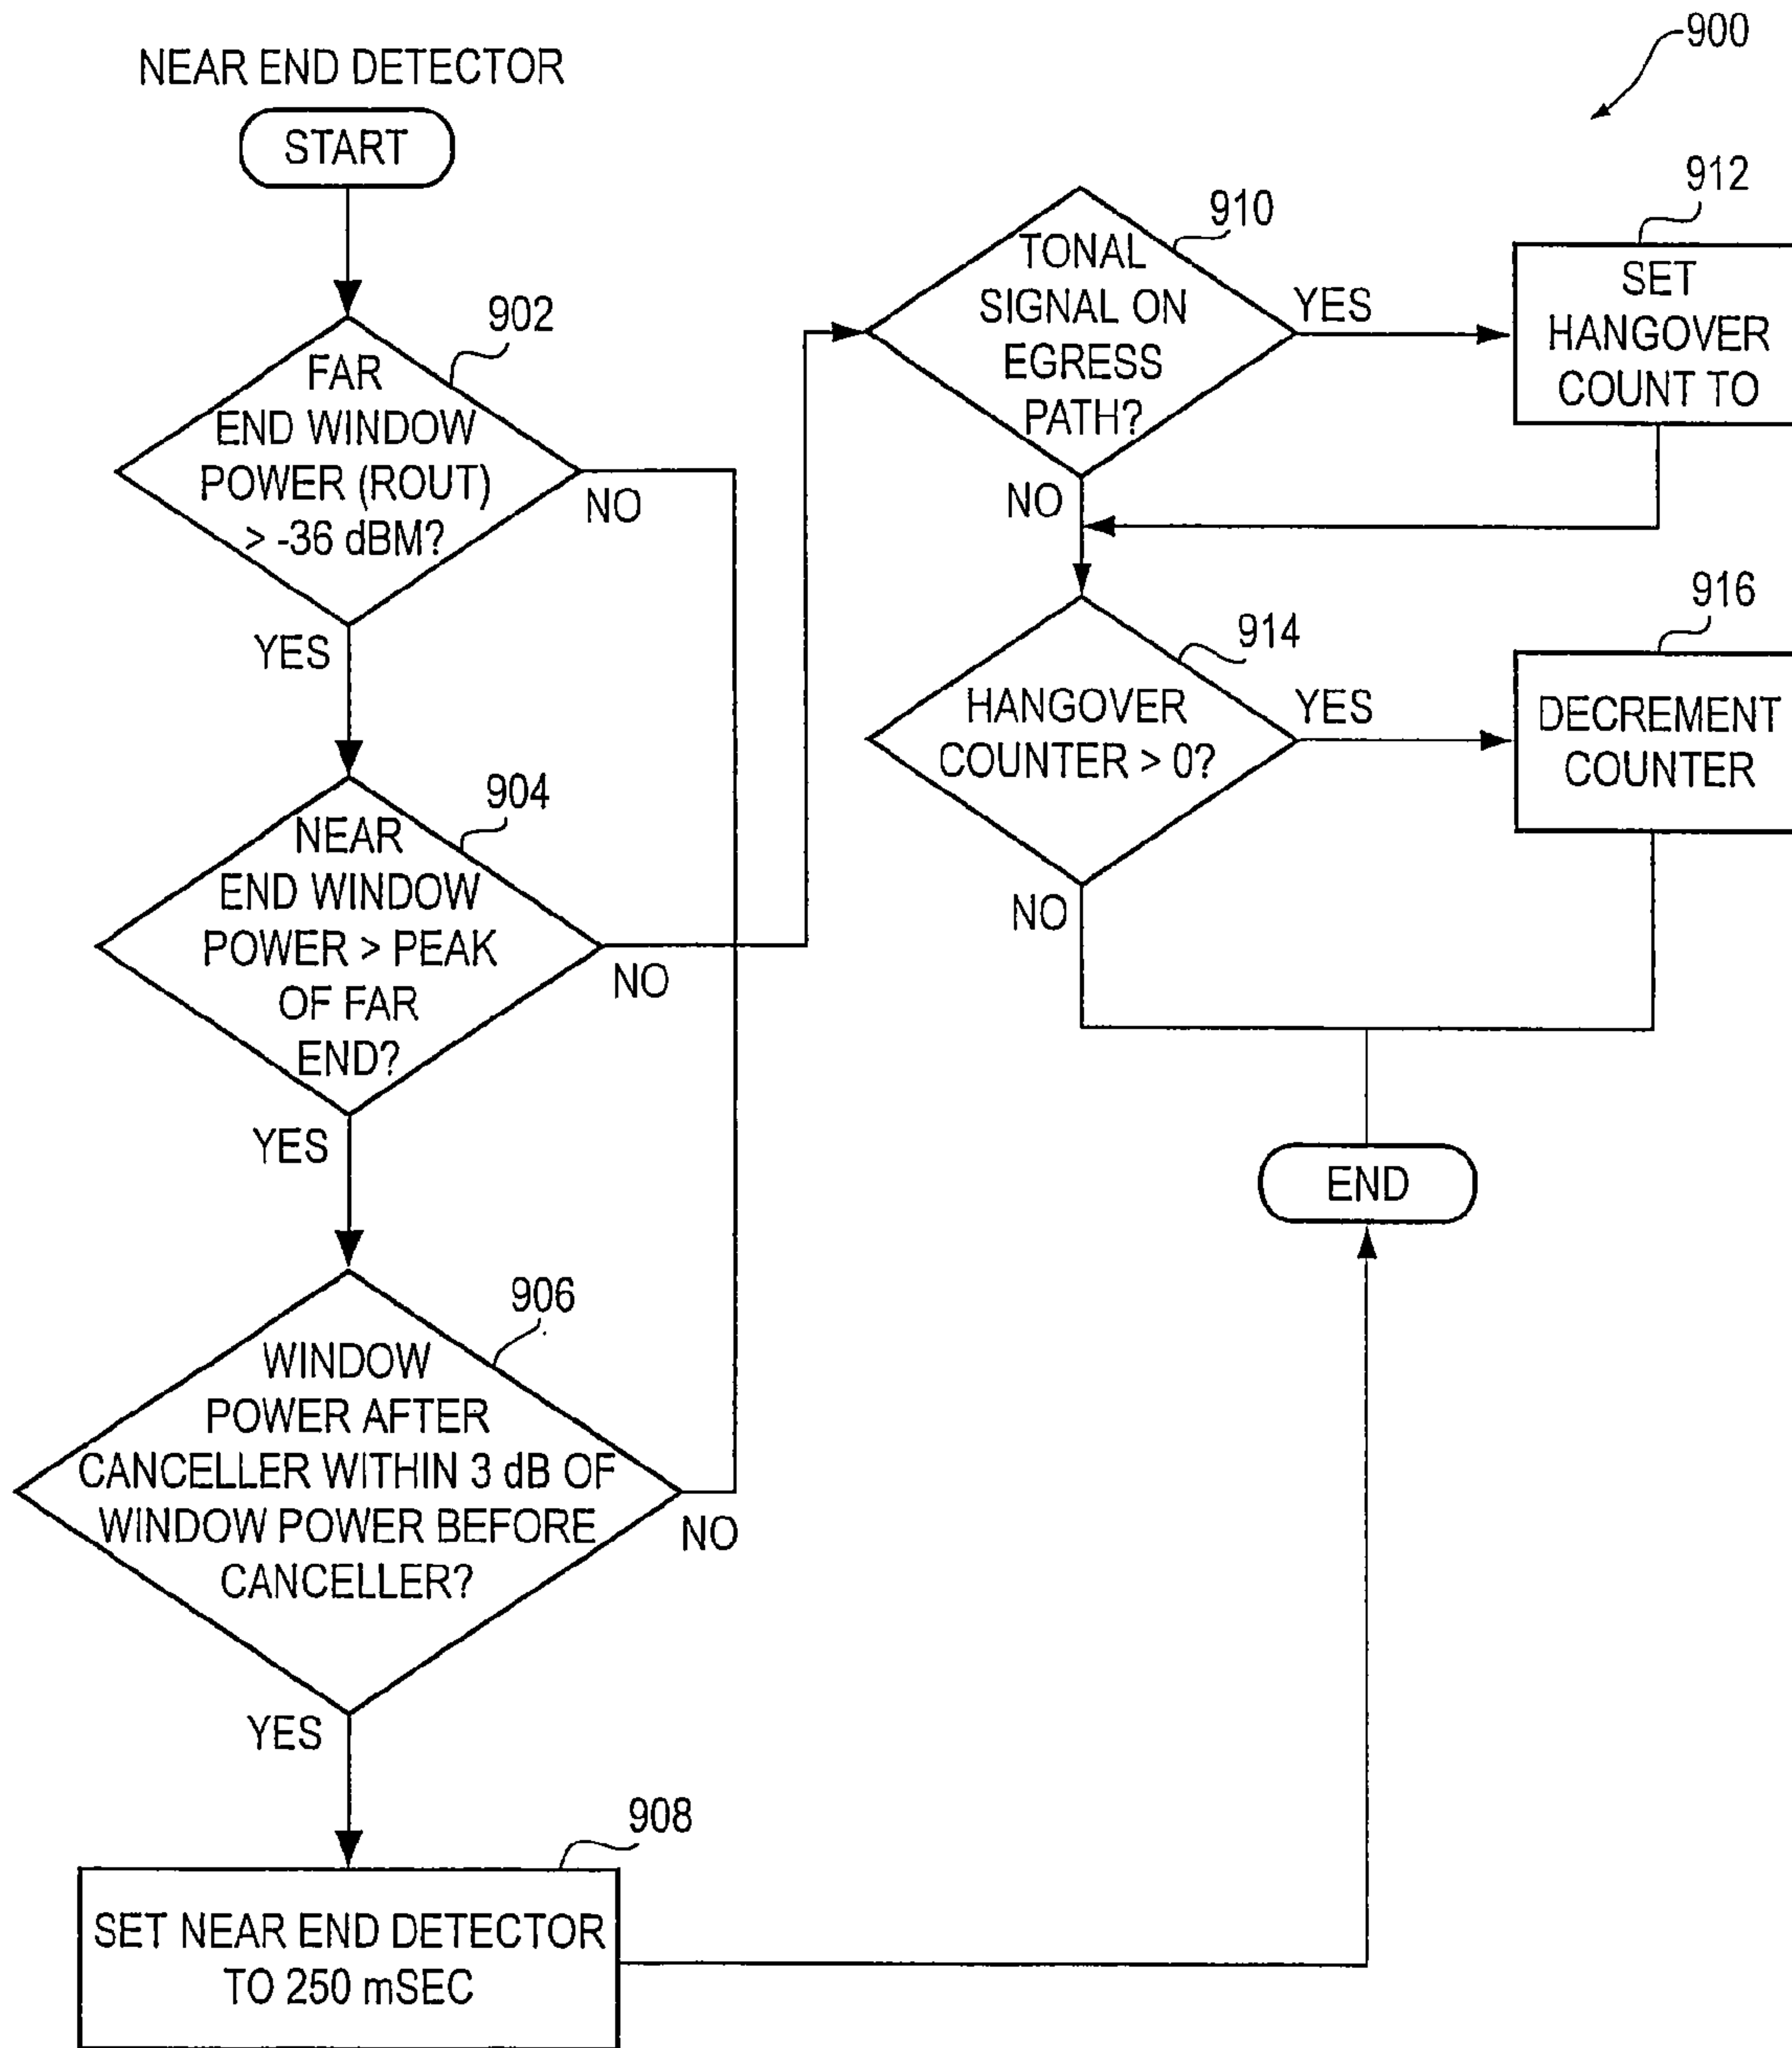 NEAR END DETECTOR
START
902
FAR
END WINDOW
POWER (ROUT)
> -36 dBM?
NO
YES
904
NEAR
END WINDOW
POWER > PEAK
OF FAR
END?
NO
YES
906
WINDOW
POWER AFTER
CANCELLER WITHIN 3 dB OF
WINDOW POWER BEFORE
CANCELLER?
NO
YES
908
SET NEAR END DETECTOR
TO 250 mSEC
900
910
TONAL
SIGNAL ON
EGRESS
PATH?
YES
NO
912
SET
HANGOVER
COUNT TO
914
HANGOVER
COUNTER > 0?
YES
NO
916
DECREMENT
COUNTER
END